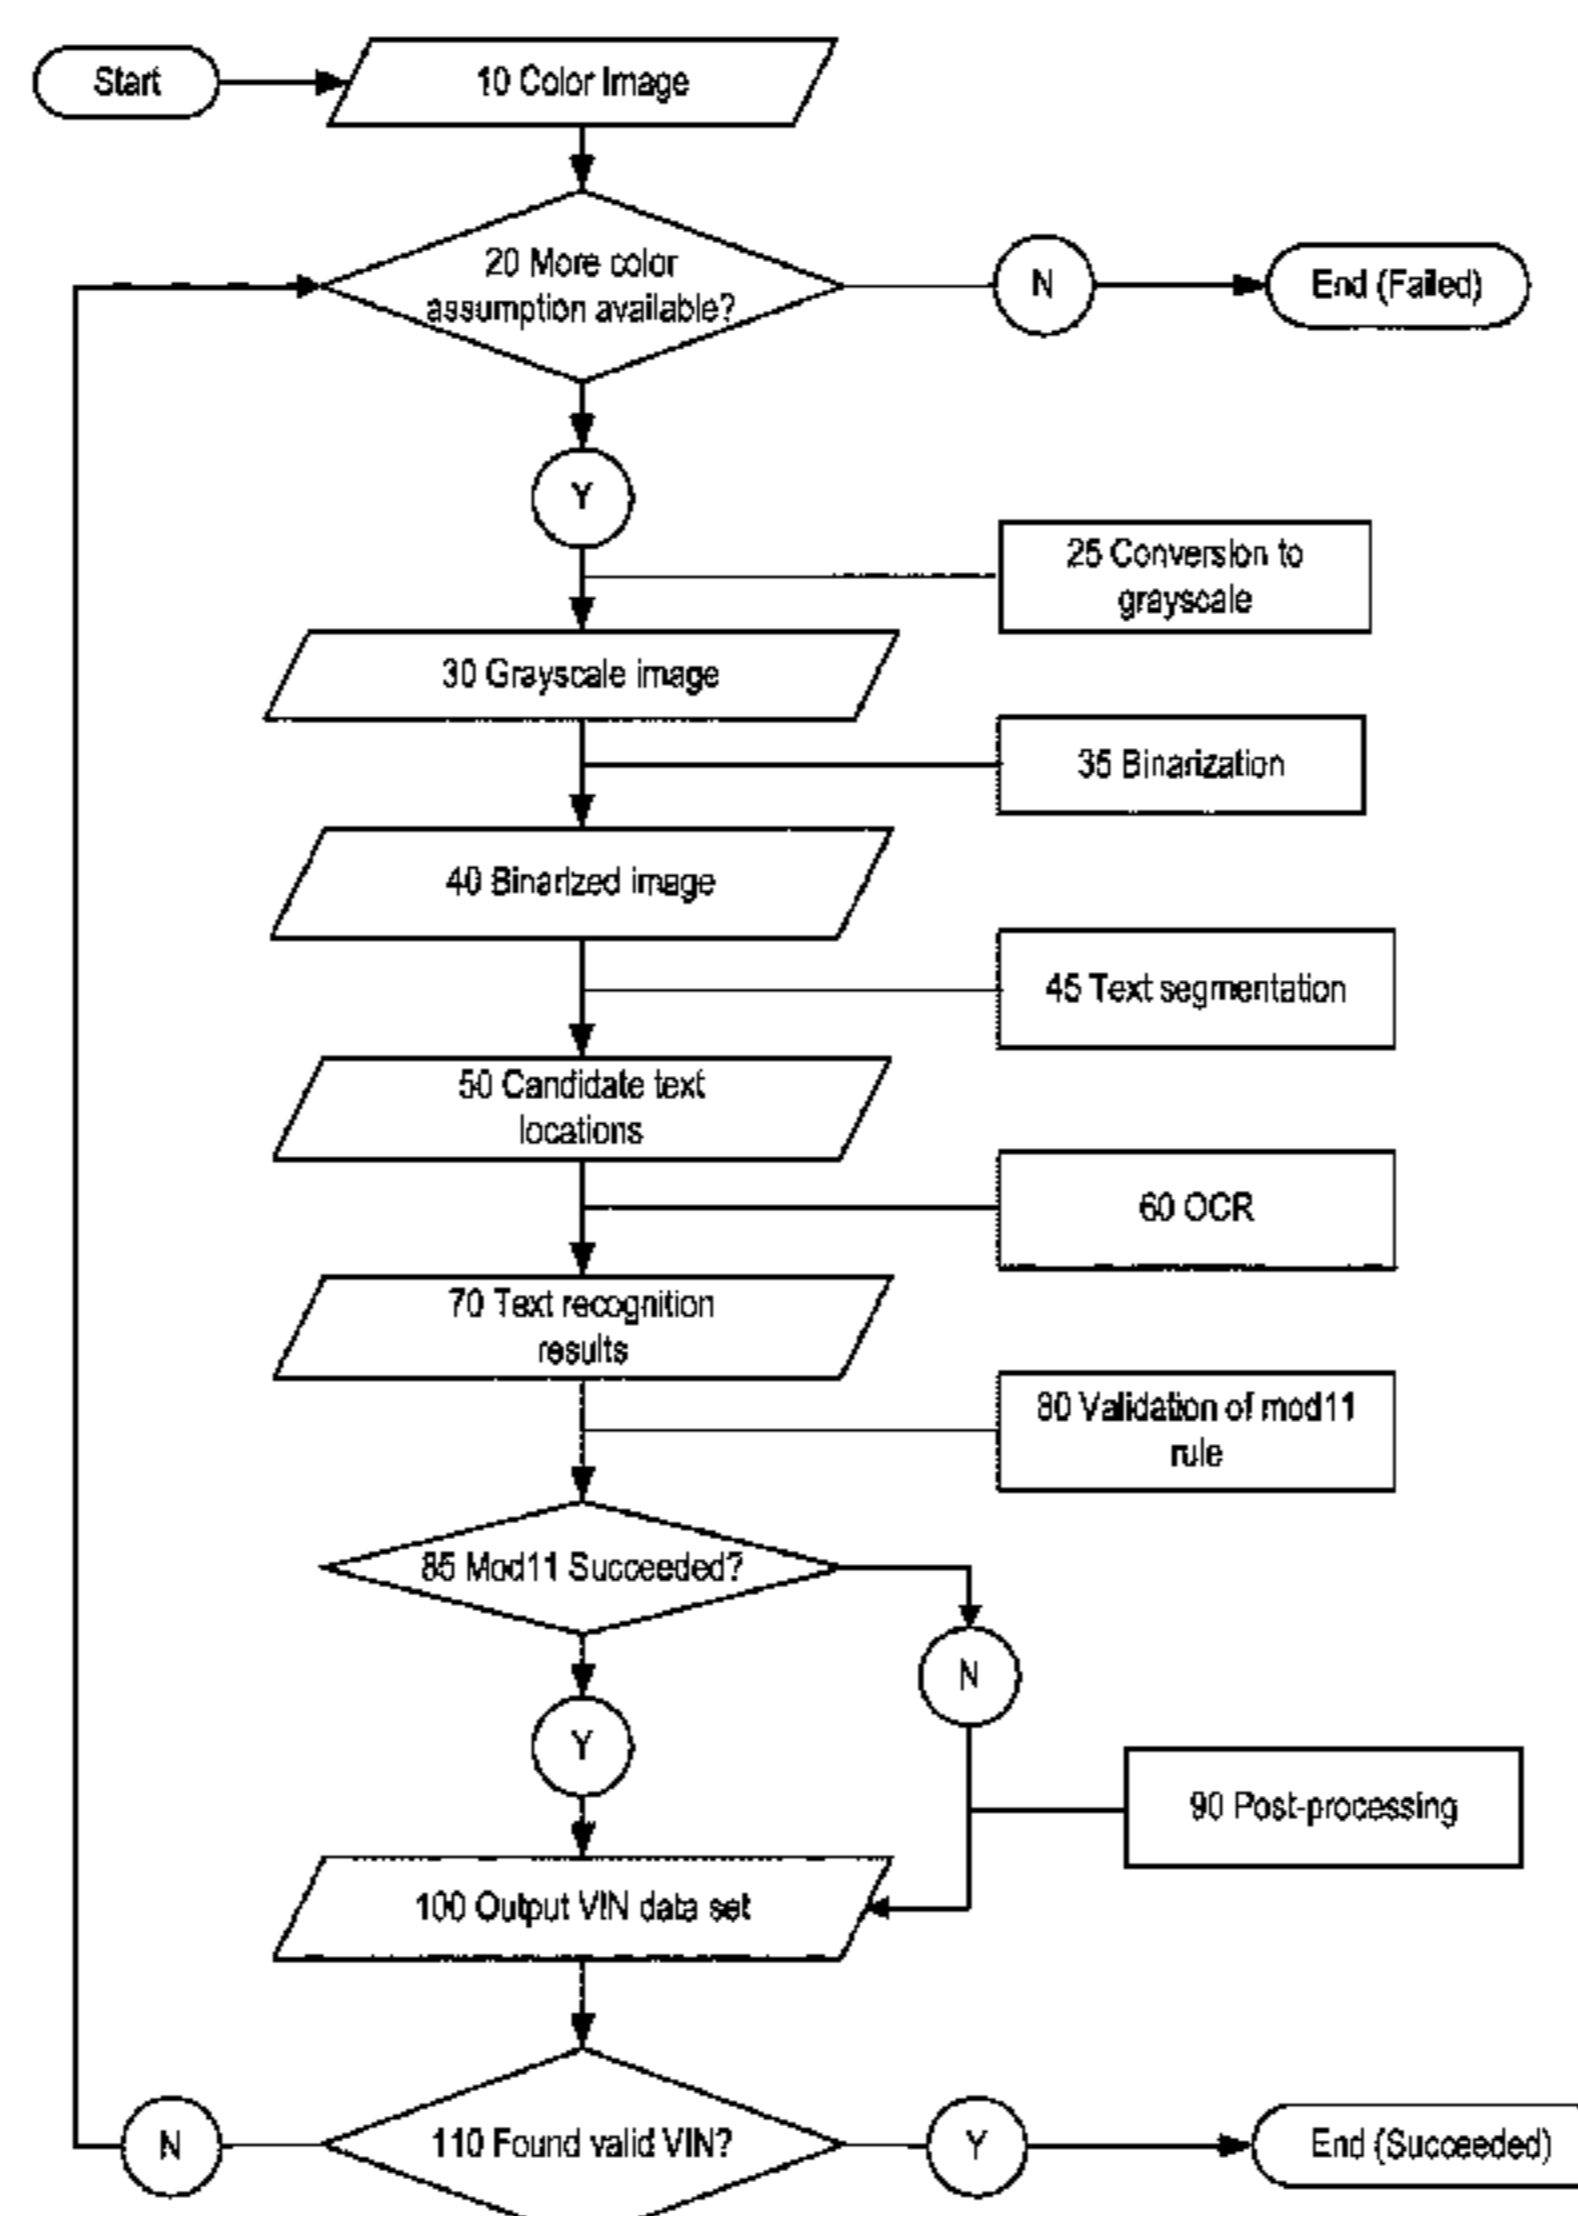 Start
10 Color Image
20 More color
assumption available?
N
End (Failed)
Y
25 Conversion to
grayscale
30 Grayscale image
35 Binarization
40 Binarized image
45 Text segmentation
50 Candidate text
locations
60 OCR
70 Text recognition
results
80 Validation of mod11
rule
85 Mod11 Succeeded?
N
Y
90 Post-processing
100 Output VIN data set
N
110 Found valid VIN?
Y
End (Succeeded)